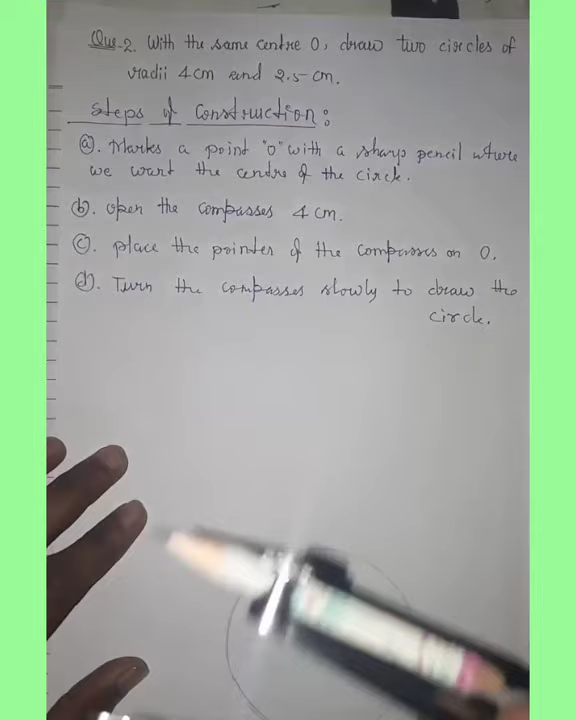 Que-2. With the same centre O, draw two circles of
radii 4cm and 2.5 cm.
Steps of Construction:
(a). Marks a point "O" with a sharp pencil where
we want the centre of the circle.
(b). Open the compasses 4 cm.
(c). Place the pointer of the compasses on O.
(d). Turn the compasses slowly to draw the
circle.